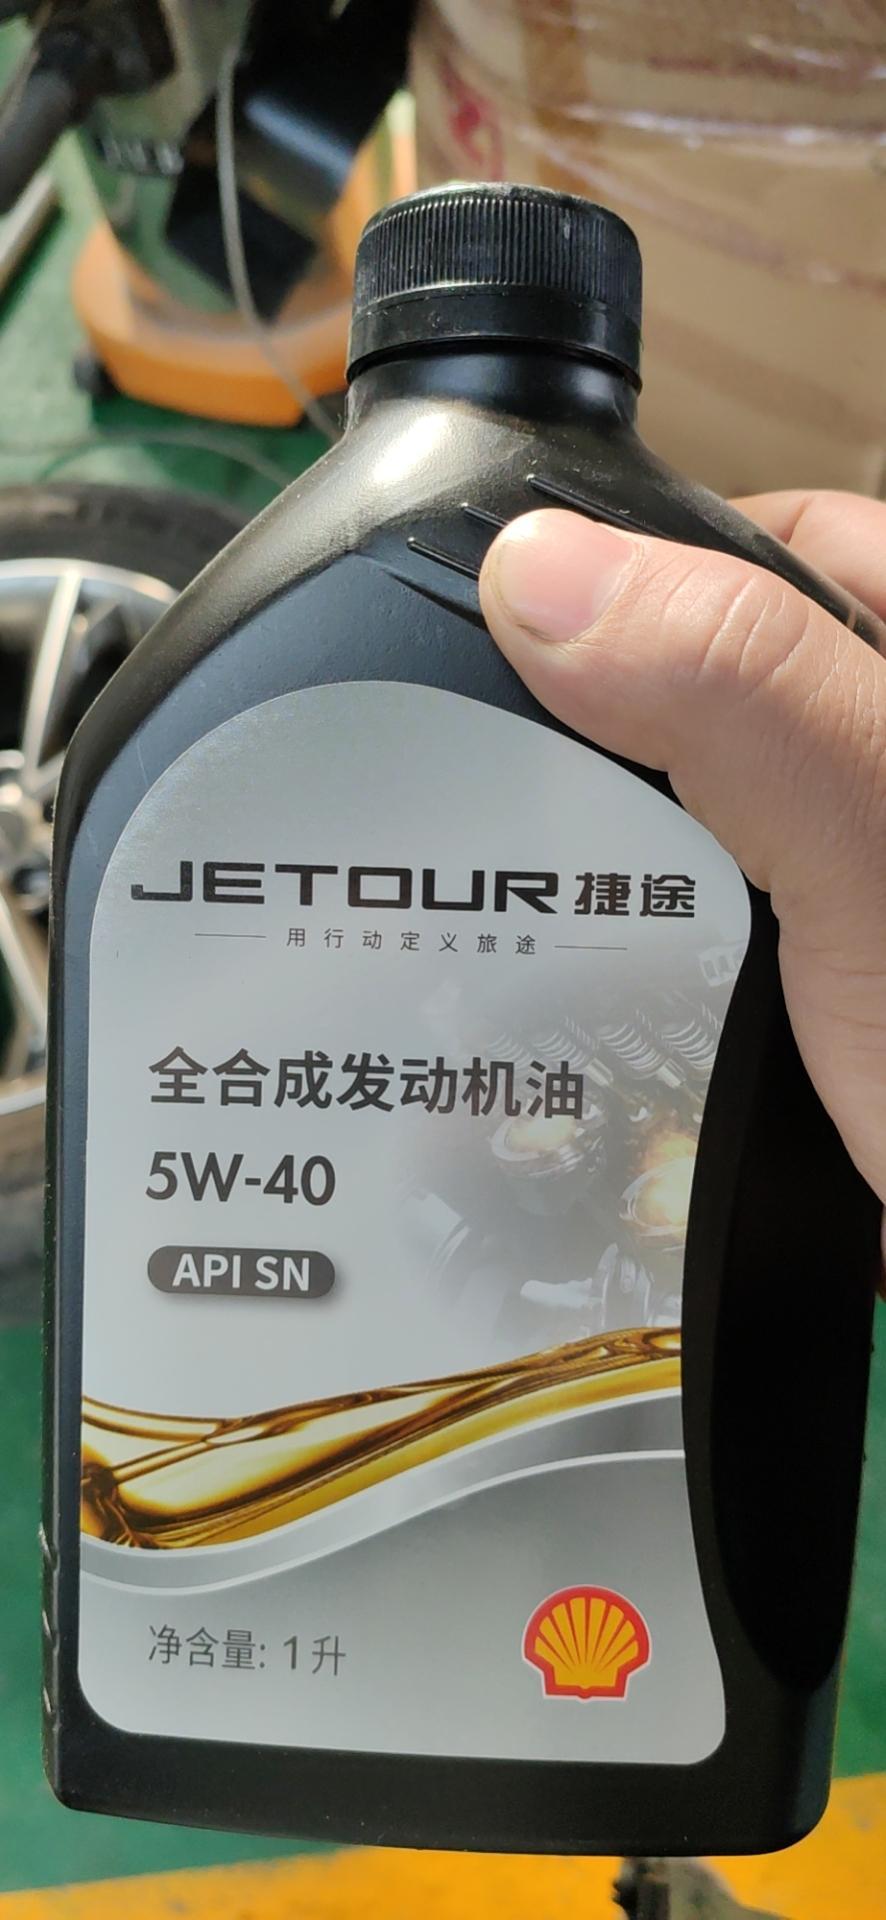 JETOUR 捷途
用行动定义旅途
全合成发动机油
5W-40
API SN
净含量: 1升